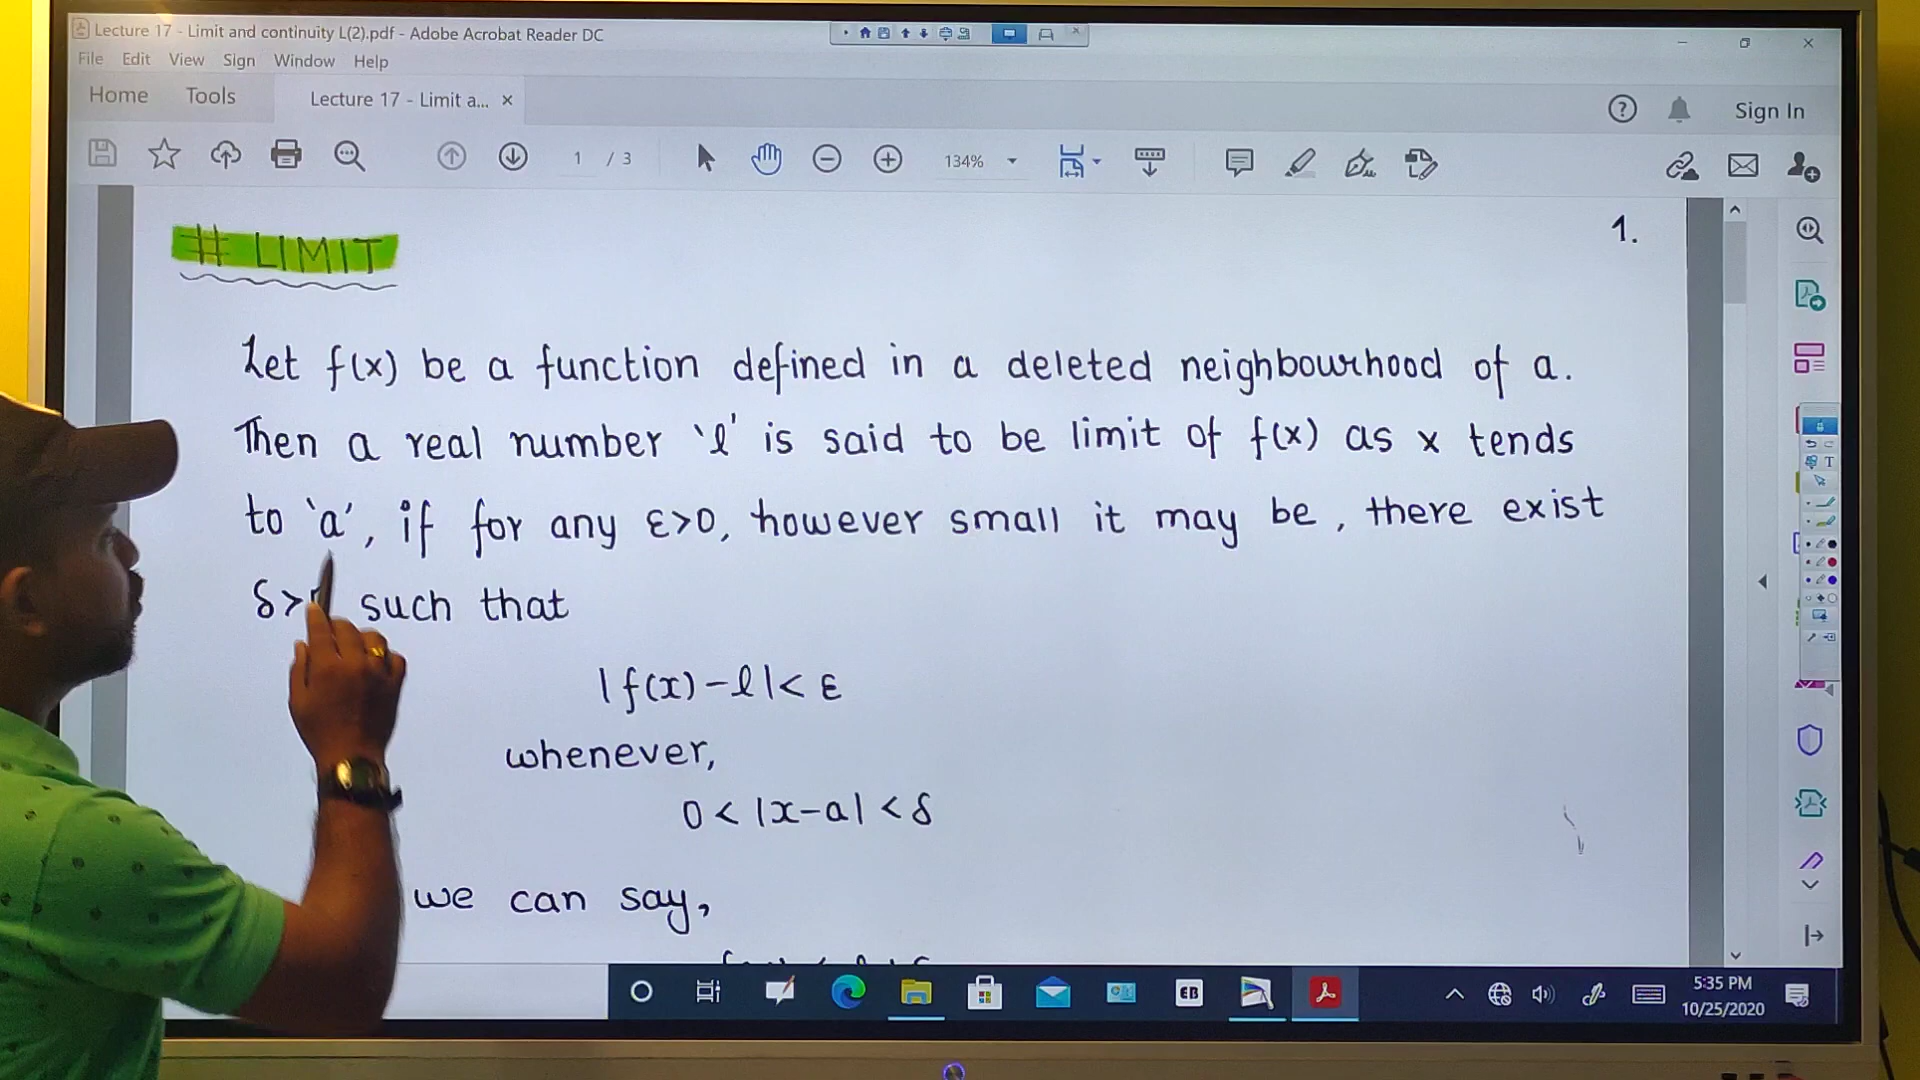 Lecture 17 - Limit and continuity L(2).pdf - Adobe Acrobat Reader DC
File Edit View Sign Window Help
Home Tools Lecture 17 - Limit a... ×
Sign In
1 / 3 134%
# LIMIT
1.
Let f(x) be a function defined in a deleted neighbourhood of a.
Then a real number 'l' is said to be limit of f(x) as x tends
to 'a', if for any ε>0, however small it may be, there exist
δ> such that
|f(x)-l|< ε
whenever,
0 < |x-a| < δ
we can say,
EB
5:35 PM
10/25/2020